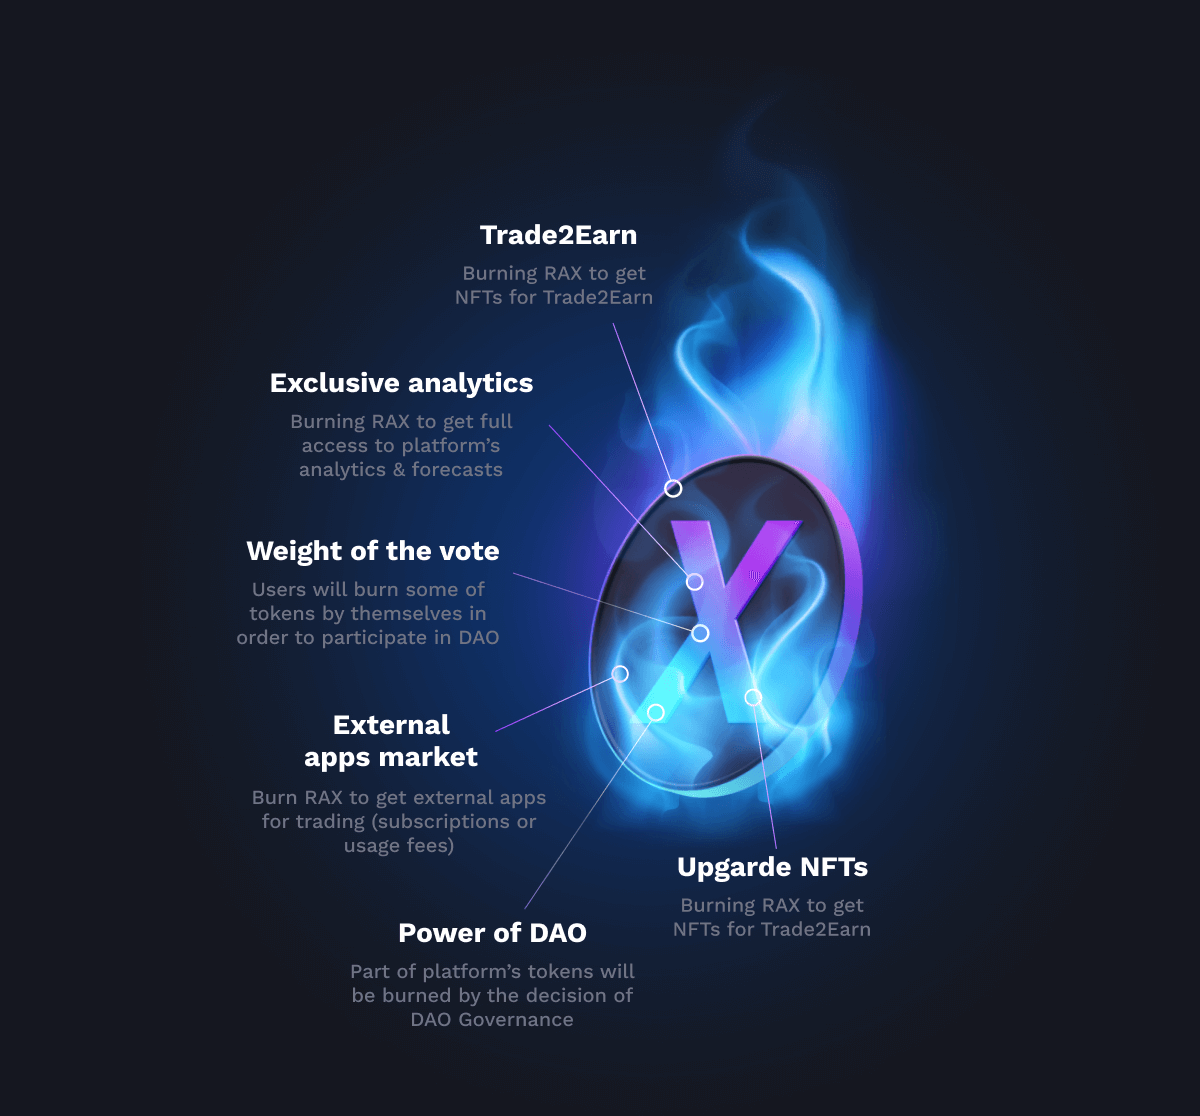 Trade2Earn
Burning RAX to get
NFTs for Trade2Earn
Exclusive analytics
Burning RAX to get full
access to platform's
analytics & forecasts
Weight of the vote
Users will burn some of
tokens by themselves in
order to participate in DAO
External
apps market
Burn RAX to get external apps
for trading (subscriptions or
usage fees)
Upgarde NFTs
Burning RAX to get
NFTs for Trade2Earn
Power of DAO
Part of platform's tokens will
be burned by the decision of
DAO Governance